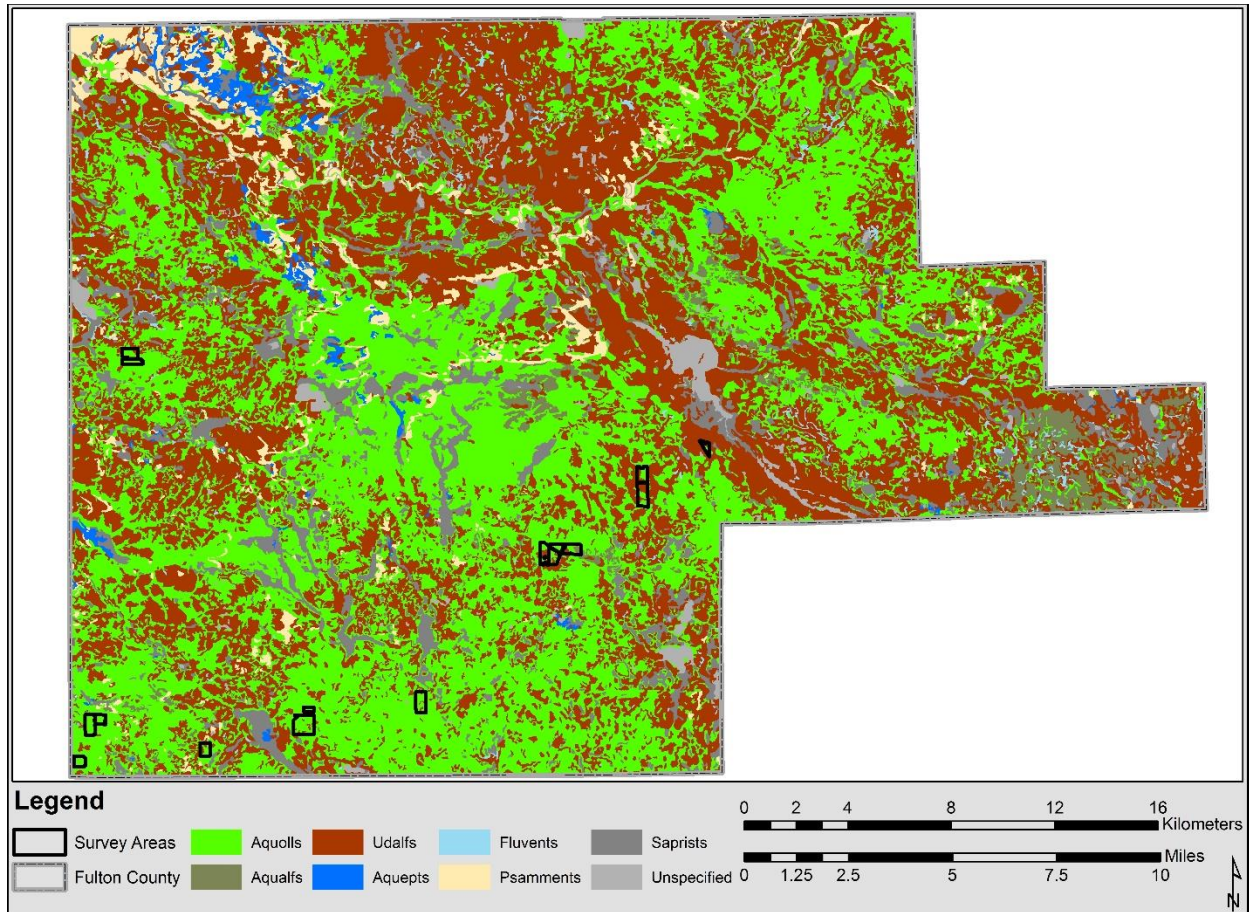 Legend
Survey Areas
Aquolls
Udalfs
Fluvents
Saprists
Fulton County
Aqualfs
Aquepts
Psamments
Unspecified
0 2 4 8 12 16
Kilometers
Miles
0 1.25 2.5 5 7.5 10
N